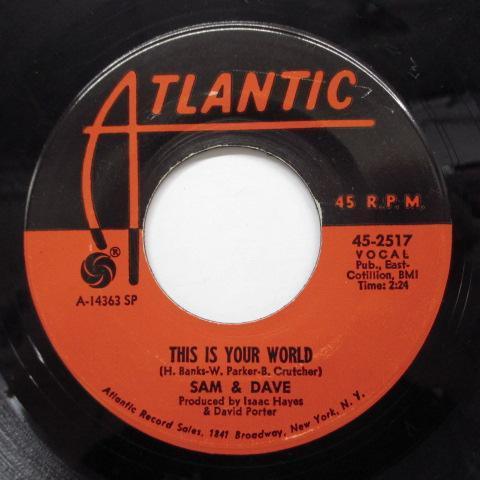 ATLANTIC
45 R.P.M.
®
45-2517
VOCAL
Pub., East-
Cotillion, BMI
Time: 2:24
A-14363 SP
THIS IS YOUR WORLD
(H. Banks-W. Parker-B. Crutcher)
SAM & DAVE
Produced by Isaac Hayes
& David Porter
Atlantic Record Sales, 1841 Broadway, New York, N. Y.